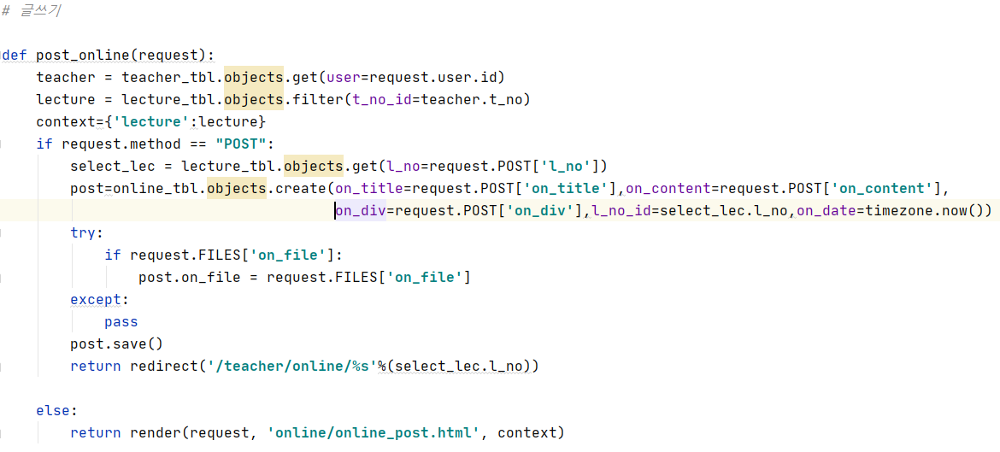 # 글쓰기
def post_online(request):
    teacher = teacher_tbl.objects.get(user=request.user.id)
    lecture = lecture_tbl.objects.filter(t_no_id=teacher.t_no)
    context={'lecture':lecture}
    if request.method == "POST":
        select_lec = lecture_tbl.objects.get(l_no=request.POST['l_no'])
        post=online_tbl.objects.create(on_title=request.POST['on_title'],on_content=request.POST['on_content'],
                                       on_div=request.POST['on_div'],l_no_id=select_lec.l_no,on_date=timezone.now())
        try:
            if request.FILES['on_file']:
                post.on_file = request.FILES['on_file']
        except:
            pass
        post.save()
        return redirect('/teacher/online/%s'%(select_lec.l_no))
    else:
        return render(request, 'online/online_post.html', context)